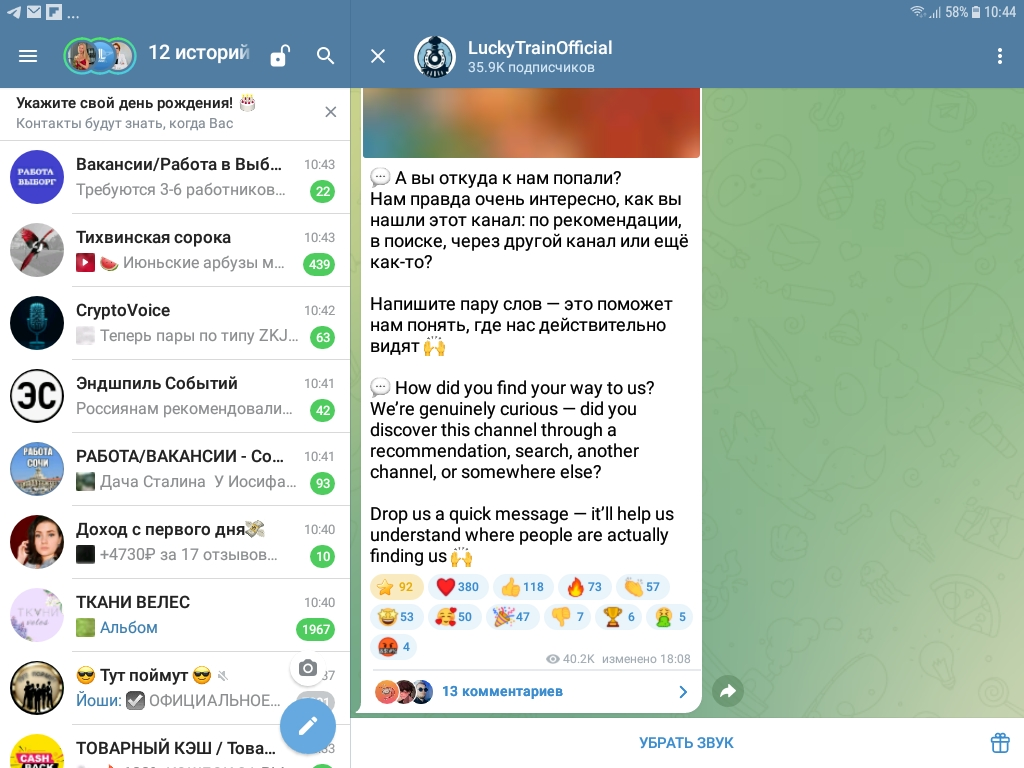 ...
58%
10:44
12 историй
LuckyTrainOfficial
35.9K подписчиков
Укажите свой день рождения! 🎂
Контакты будут знать, когда Вас
РАБОТА
ВЫБОРГ
Вакансии/Работа в Выб...
10:43
Требуются 3-6 работников...
22
Тихвинская сорока
10:43
🍉 Июньские арбузы м...
439
CryptoVoice
10:42
Теперь пары по типу ZKJ...
63
ЭС
Эндшпиль Событий
10:41
Россиянам рекомендовали...
42
РАБОТА
СОЧИ
РАБОТА/ВАКАНСИИ - Со...
10:41
Дача Сталина У Иосифа...
93
Доход с первого дня💸
10:40
+4730₽ за 17 отзывов...
10
ТКАНИ ВЕЛЕС
10:40
Альбом
1967
😎 Тут поймут 😎
Йоши: ✅ ОФИЦИАЛЬНОЕ...
CASH
BACK
ТОВАРНЫЙ КЭШ / Това...
💬 А вы откуда к нам попали?
Нам правда очень интересно, как вы
нашли этот канал: по рекомендации,
в поиске, через другой канал или ещё
как-то?
Напишите пару слов — это поможет
нам понять, где нас действительно
видят 🙌
💬 How did you find your way to us?
We’re genuinely curious — did you
discover this channel through a
recommendation, search, another
channel, or somewhere else?
Drop us a quick message — it’ll help us
understand where people are actually
finding us 🙌
⭐ 92 ❤️ 380 👍 118 🔥 73 👏 57
🤩 53 🥰 50 🎉 47 👎 7 🏆 6 🤮 5
🤬 4
40.2K изменено 18:08
13 комментариев
УБРАТЬ ЗВУК